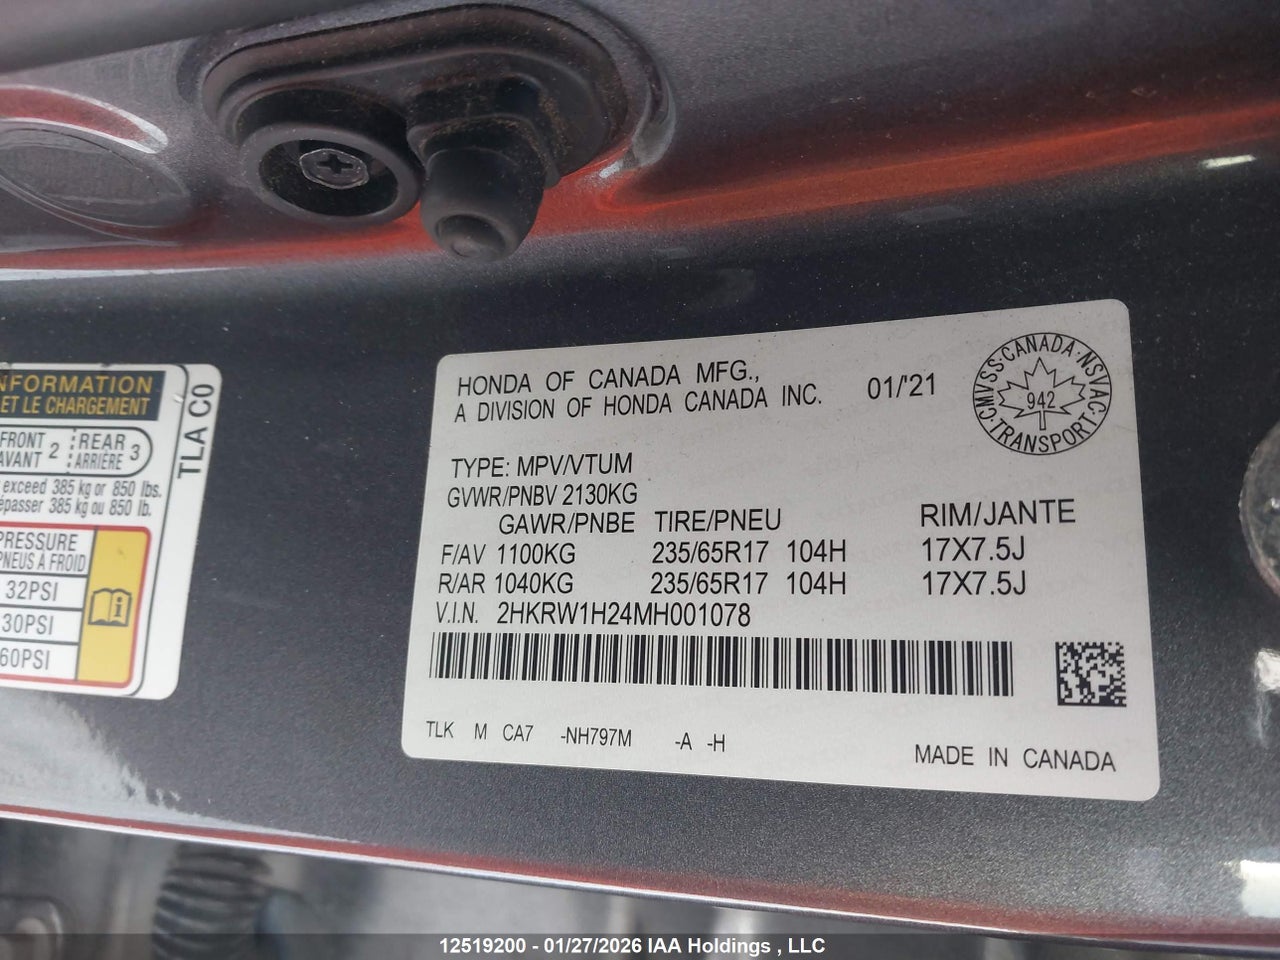 NFORMATION
ET LE CHARGEMENT
FRONT 2 REAR 3
AVANT ARRIÈRE
exceed 385 kg or 850 lbs.
épasser 385 kg ou 850 lb.
PRESSURE
PNEUS À FROID
32PSI
30PSI
60PSI
TLA C0
HONDA OF CANADA MFG.,
A DIVISION OF HONDA CANADA INC. 01/'21
CMVSS·CANADA·NSVAC·TRANSPORT·
942
TYPE: MPV/VTUM
GVWR/PNBV 2130KG
GAWR/PNBE TIRE/PNEU RIM/JANTE
F/AV 1100KG 235/65R17 104H 17X7.5J
R/AR 1040KG 235/65R17 104H 17X7.5J
V.I.N. 2HKRW1H24MH001078
TLK M CA7 -NH797M -A -H
MADE IN CANADA
12519200 - 01/27/2026 IAA Holdings , LLC